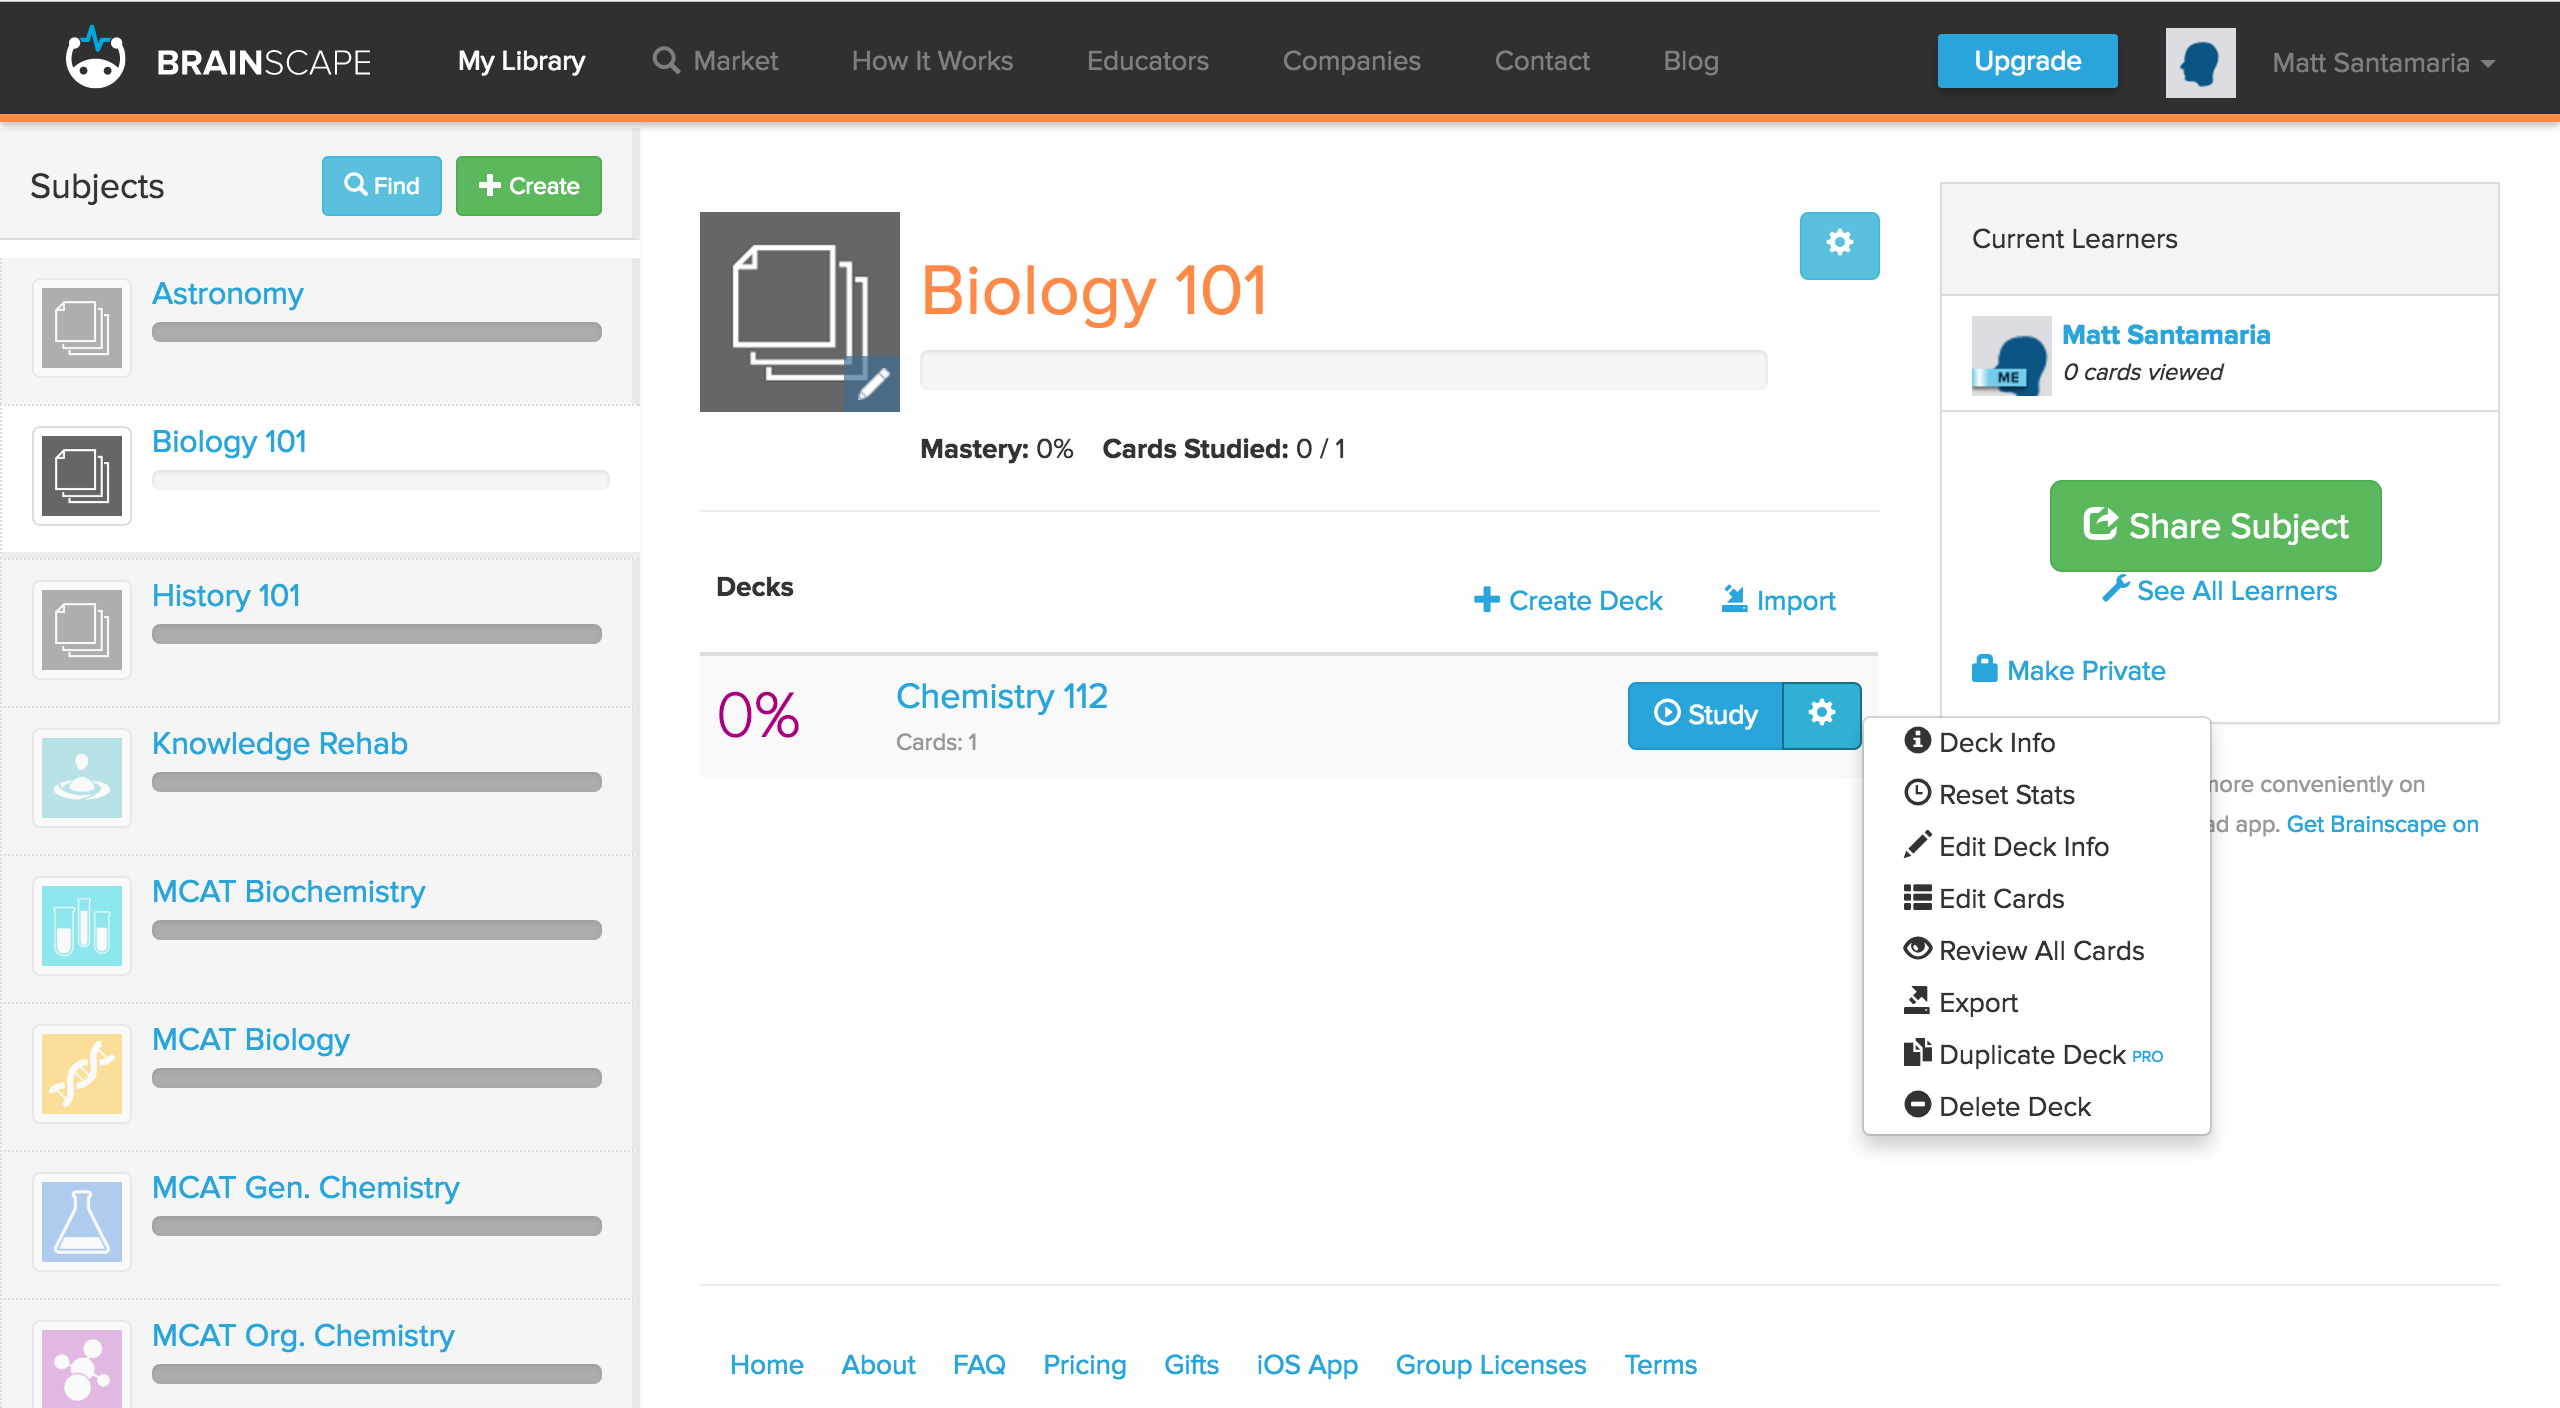 BRAINSCAPE My Library Market How It Works Educators Companies Contact Blog Upgrade Matt Santamaria
Subjects Find Create
Astronomy
Biology 101
History 101
Knowledge Rehab
MCAT Biochemistry
MCAT Biology
MCAT Gen. Chemistry
MCAT Org. Chemistry
Biology 101
Mastery: 0% Cards Studied: 0 / 1
Decks
Create Deck Import
0%
Chemistry 112
Cards: 1
Study
Deck Info
Reset Stats
Edit Deck Info
Edit Cards
Review All Cards
Export
Duplicate Deck PRO
Delete Deck
Current Learners
ME
Matt Santamaria
0 cards viewed
Share Subject
See All Learners
Make Private
conveniently on
app. Get Brainscape on
Home About FAQ Pricing Gifts iOS App Group Licenses Terms